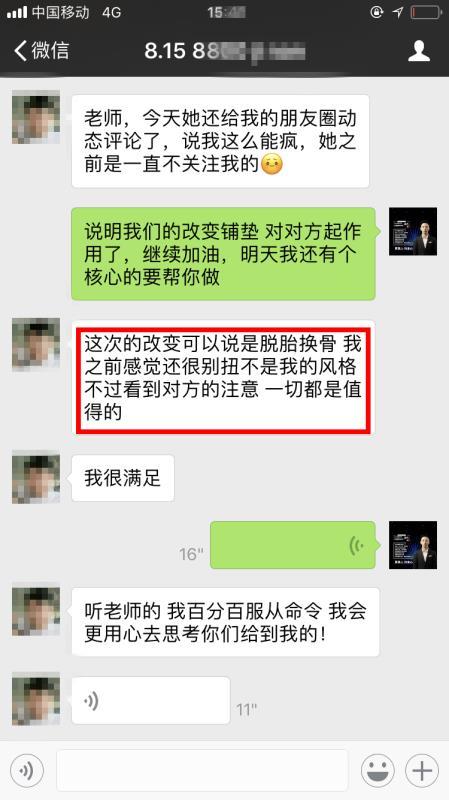 中国移动 4G
微信
8.15 8
老师，今天她还给我的朋友圈动
态评论了，说我这么能疯，她之
前是一直不关注我的
说明我们的改变铺垫 对对方起作
用了，继续加油，明天我还有个
核心的要帮你做
这次的改变可以说是脱胎换骨 我
之前感觉还很别扭不是我的风格
不过看到对方的注意 一切都是值
得的
我很满足
16"
听老师的 我百分百服从命令 我会
更用心去思考你们给到我的！
11"